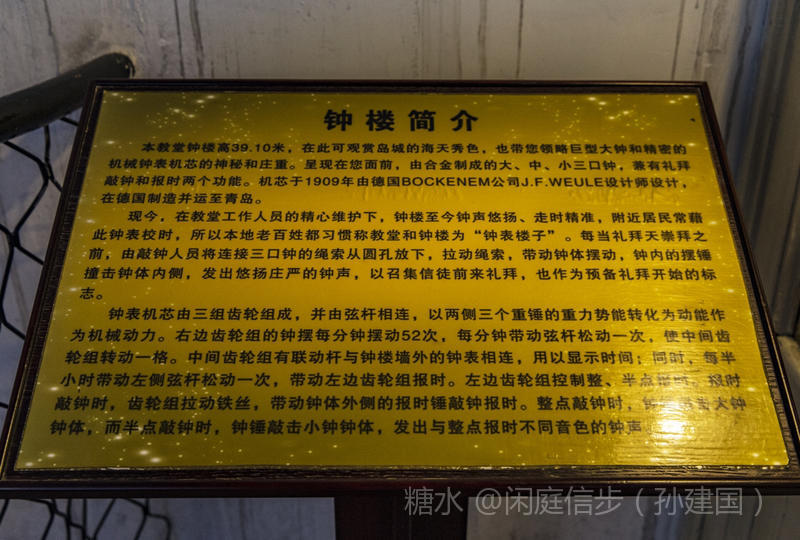 钟楼简介
本教堂钟楼高39.10米，在此可观赏岛城的海天秀色，也带您领略巨型大钟和精密的
机械钟表机芯的神秘和庄重。呈现在您面前，由合金制成的大、中、小三口钟，兼有礼拜
敲钟和报时两个功能。机芯于1909年由德国BOCKENEM公司J.F.WEULE设计师设计，
在德国制造并运至青岛。
现今，在教堂工作人员的精心维护下，钟楼至今钟声悠扬、走时精准，附近居民常藉
此钟表校时，所以本地老百姓都习惯称教堂和钟楼为“钟表楼子”。每当礼拜天崇拜之
前，由敲钟人员将连接三口钟的绳索从圆孔放下，拉动绳索，带动钟体摆动，钟内的摆锤
撞击钟体内侧，发出悠扬庄严的钟声，以召集信徒前来礼拜，也作为预备礼拜开始的标
志。
钟表机芯由三组齿轮组成，并由弦杆相连，以两侧三个重锤的重力势能转化为动能作
为机械动力。右边齿轮组的钟摆每分钟摆动52次，每分钟带动弦杆松动一次，使中间齿
轮组转动一格。中间齿轮组有联动杆与钟楼墙外的钟表相连，用以显示时间；同时，每半
小时带动左侧弦杆松动一次，带动左边齿轮组报时。左边齿轮组控制整、半点报时。报时
敲钟时，齿轮组拉动铁丝，带动钟体外侧的报时锤敲钟报时。整点敲钟时，钟 击大钟
钟体，而半点敲钟时，钟锤敲击小钟钟体，发出与整点报时不同音色的钟声
糖水 @闲庭信步（孙建国）